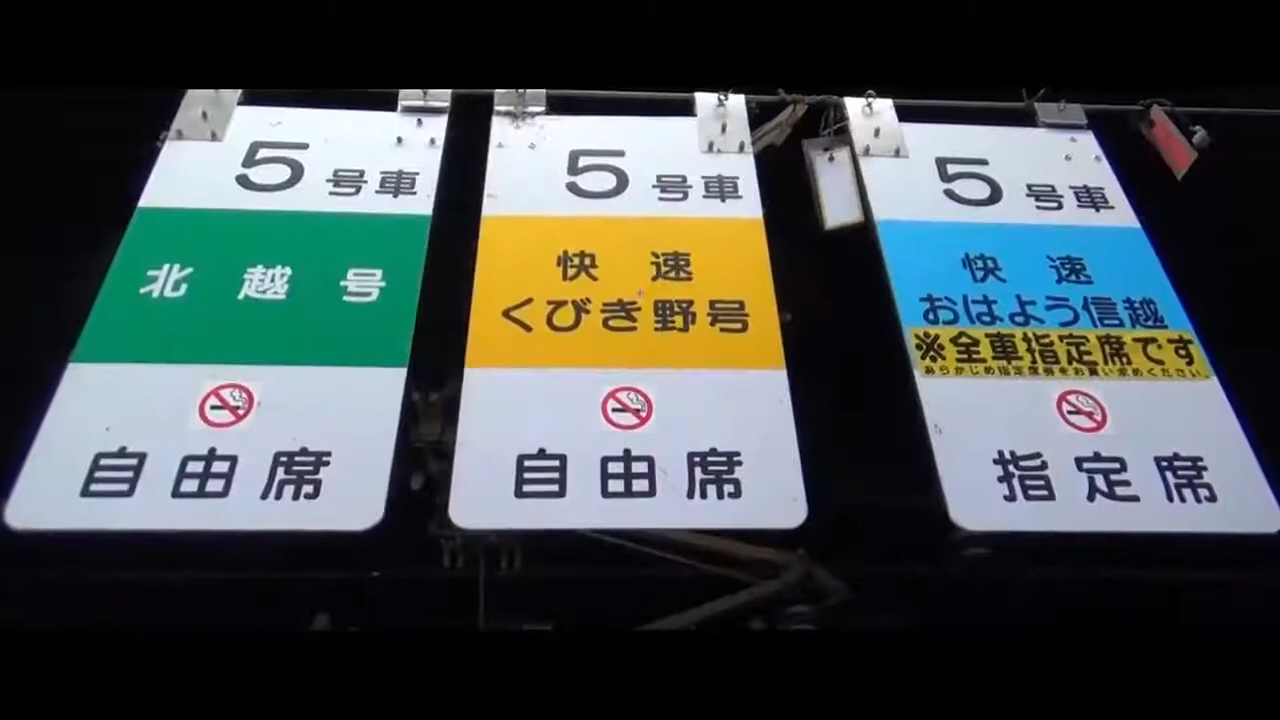 5号車
北越号
自由席
5号車
快速
くびき野号
自由席
5号車
快速
おはよう信越
※全車指定席です
あらかじめ指定席券をお買い求めください。
指定席